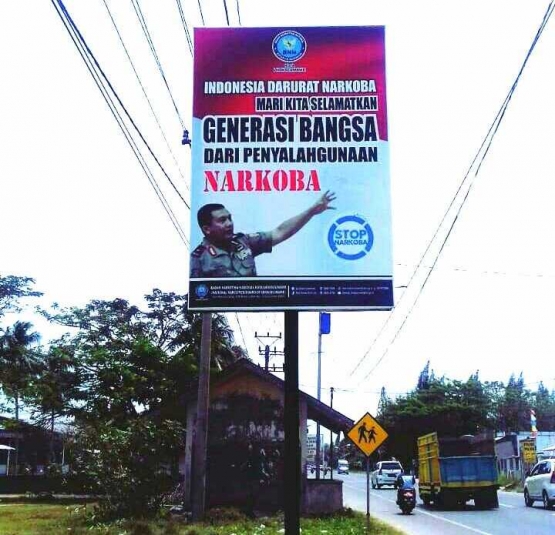 BNN
INDONESIA DARURAT NARKOBA
MARI KITA SELAMATKAN
GENERASI BANGSA
DARI PENYALAHGUNAAN
NARKOBA
STOP
NARKOBA